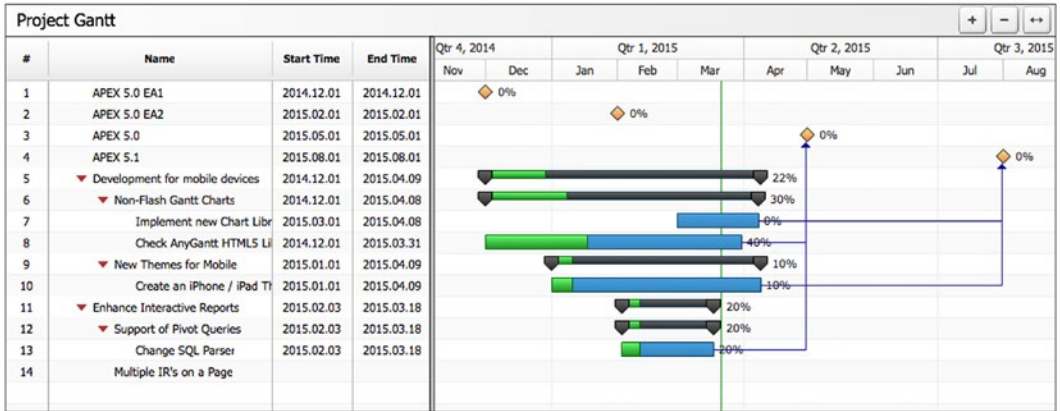 Project Gantt
+ - ↔
# Name Start Time End Time
Qtr 4, 2014 Qtr 1, 2015 Qtr 2, 2015 Qtr 3, 2015
Nov Dec Jan Feb Mar Apr May Jun Jul Aug
1 APEX 5.0 EA1 2014.12.01 2014.12.01 0%
2 APEX 5.0 EA2 2015.02.01 2015.02.01 0%
3 APEX 5.0 2015.05.01 2015.05.01 0%
4 APEX 5.1 2015.08.01 2015.08.01 0%
5 Development for mobile devices 2014.12.01 2015.04.09 22%
6 Non-Flash Gantt Charts 2014.12.01 2015.04.08 30%
7 Implement new Chart Libr 2015.03.01 2015.04.08 0%
8 Check AnyGantt HTML5 Li 2014.12.01 2015.03.31 40%
9 New Themes for Mobile 2015.01.01 2015.04.09 10%
10 Create an iPhone / iPad Th 2015.01.01 2015.04.09 10%
11 Enhance Interactive Reports 2015.02.03 2015.03.18 20%
12 Support of Pivot Queries 2015.02.03 2015.03.18 20%
13 Change SQL Parser 2015.02.03 2015.03.18 20%
14 Multiple IR's on a Page